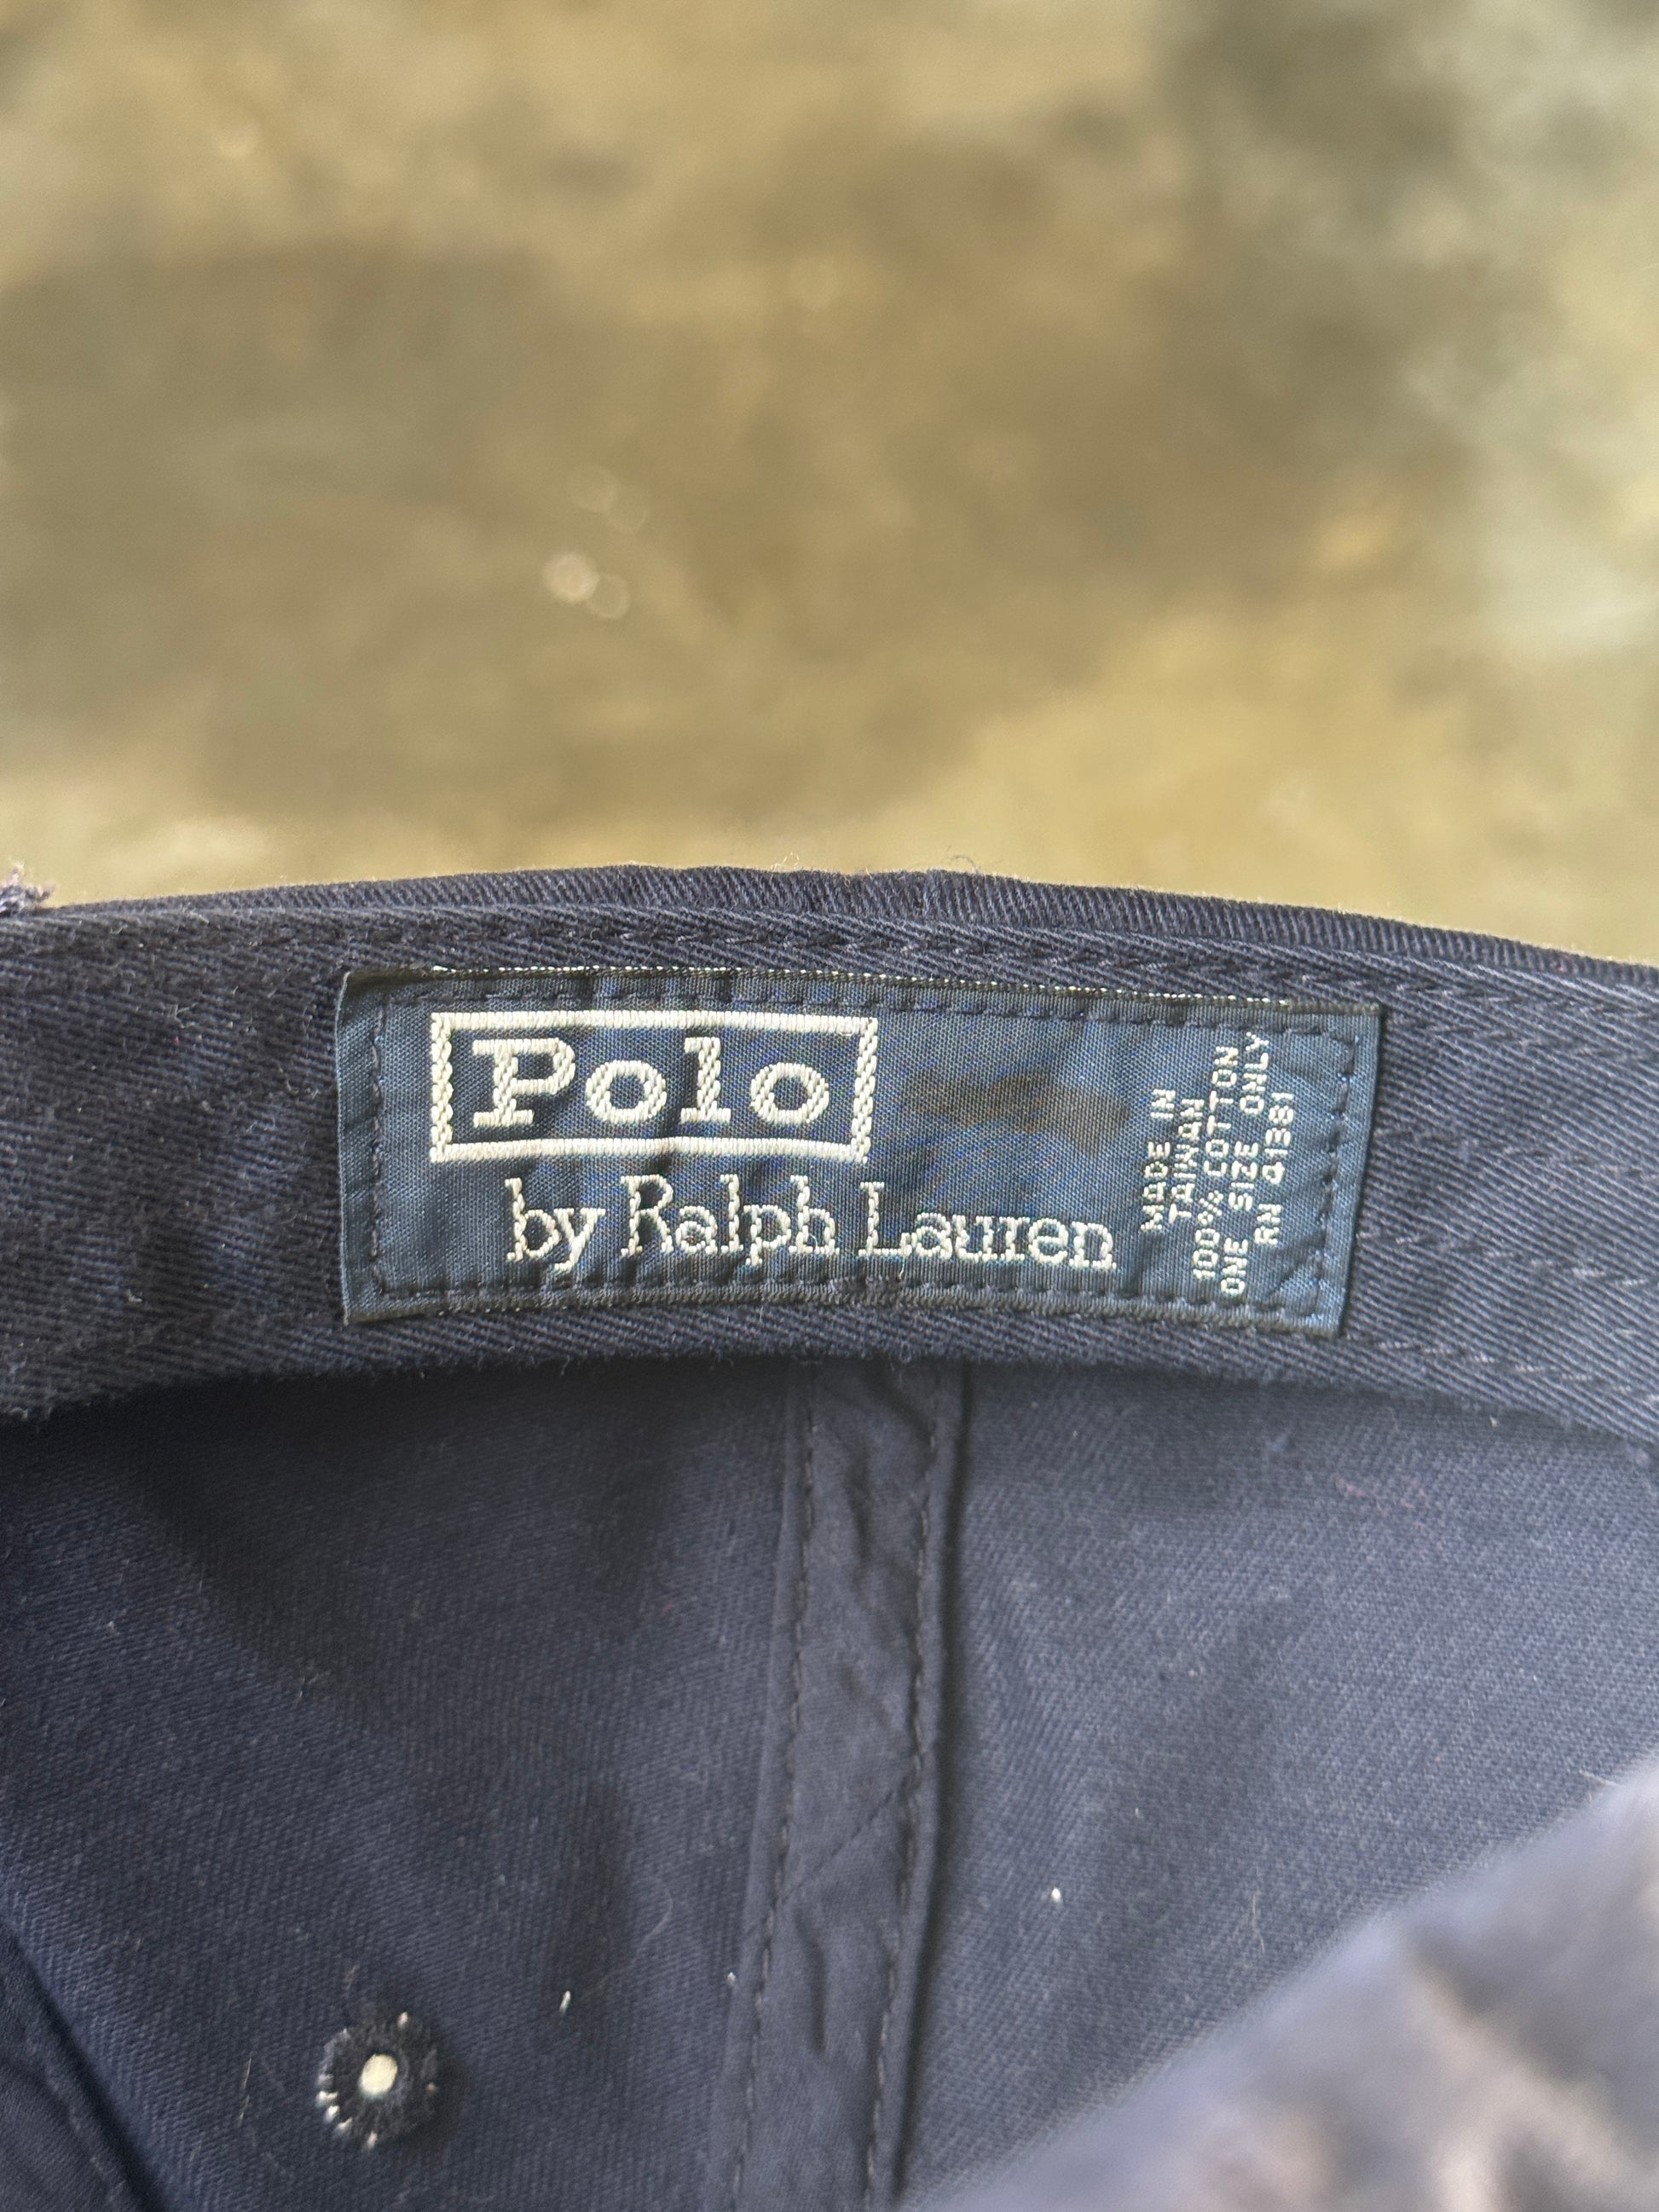 Polo
by Ralph Lauren
MADE IN
TAIWAN
100% COTTON
ONE SIZE ONLY
RN 41381